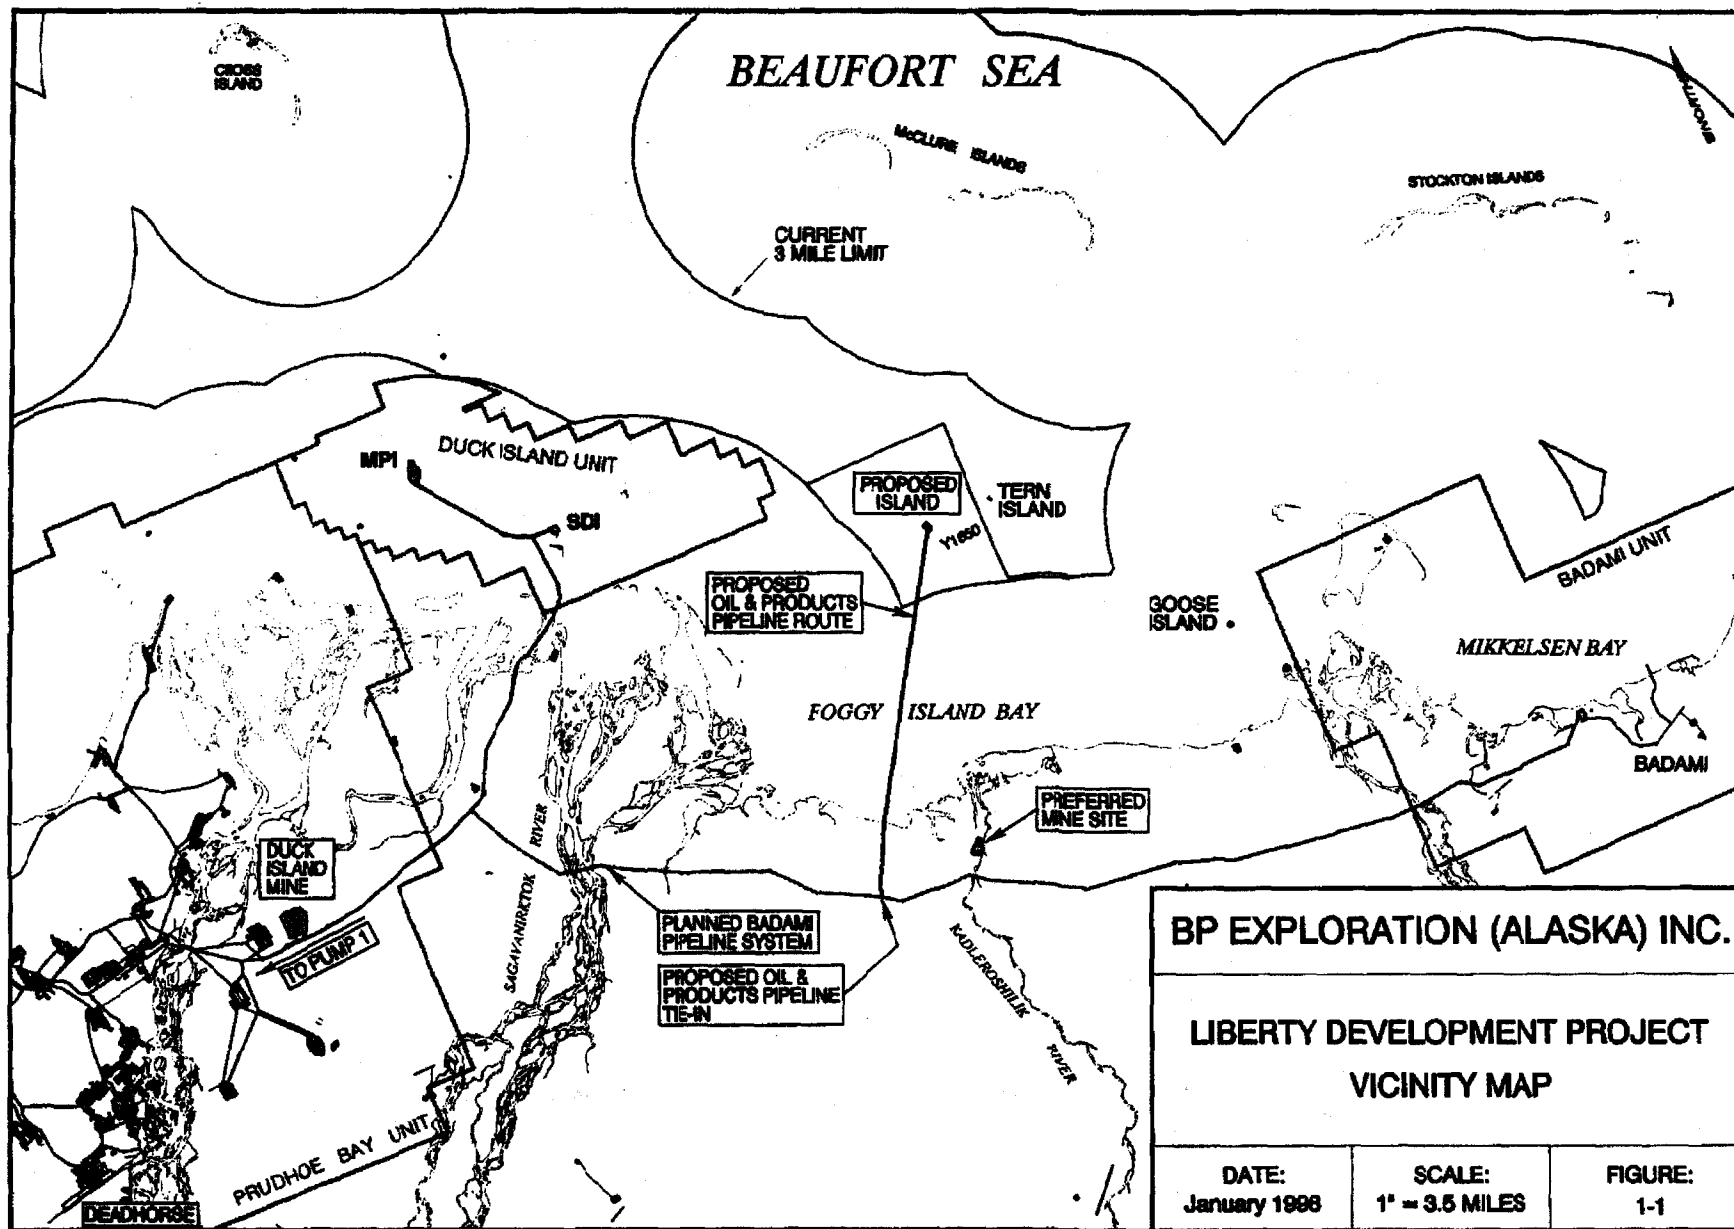 BEAUFORT SEA
CROSS
ISLAND
McCLURE ISLANDS
STOCKTON ISLANDS
CURRENT
3 MILE LIMIT
DUCK ISLAND UNIT
MPI
SDI
PROPOSED
ISLAND
TERN
ISLAND
Y1650
PROPOSED
OIL & PRODUCTS
PIPELINE ROUTE
GOOSE
ISLAND
BADAMI UNIT
MIKKELSEN BAY
FOGGY ISLAND BAY
BADAMI
PREFERRED
MINE SITE
DUCK
ISLAND
MINE
SAGAVANIRKTOK RIVER
TO PUMP 1
PLANNED BADAMI
PIPELINE SYSTEM
PROPOSED OIL &
PRODUCTS PIPELINE
TIE-IN
KADLEROSHILIK RIVER
PRUDHOE BAY UNIT
DEADHORSE
BP EXPLORATION (ALASKA) INC.
LIBERTY DEVELOPMENT PROJECT
VICINITY MAP
DATE:
January 1998
SCALE:
1" = 3.5 MILES
FIGURE:
1-1